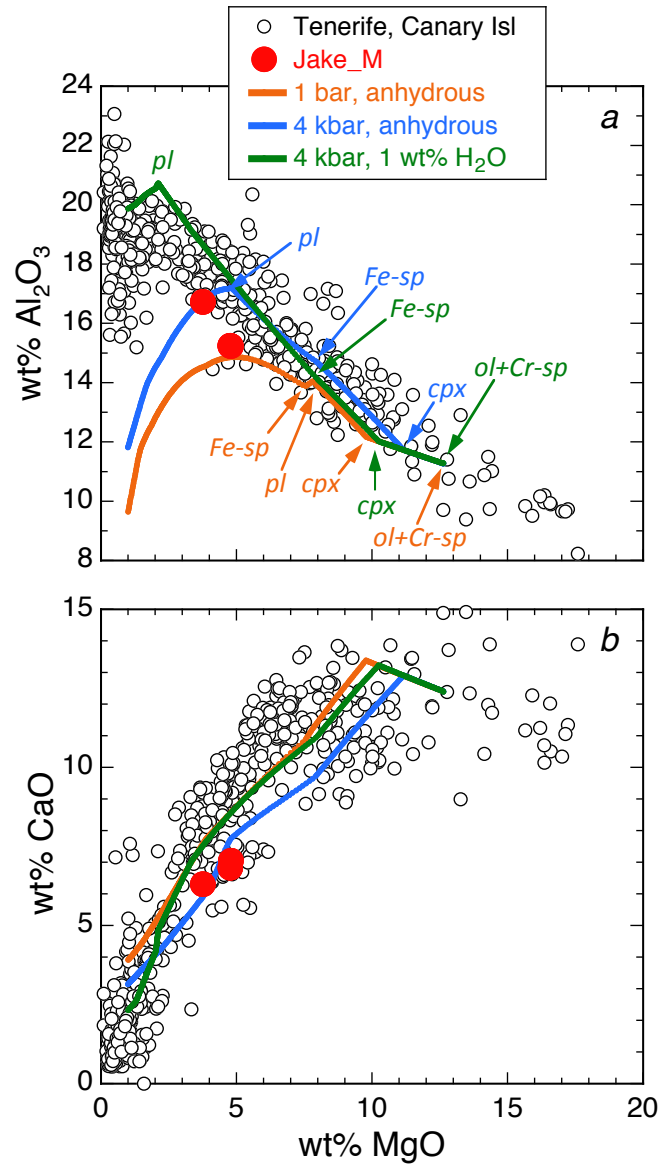 Tenerife, Canary Isl
Jake_M
1 bar, anhydrous
4 kbar, anhydrous
4 kbar, 1 wt% H₂O
a
24
22
20
18
16
14
12
10
8
wt% Al₂O₃
pl
pl
Fe-sp
Fe-sp
cpx
ol+Cr-sp
Fe-sp
pl
cpx
cpx
ol+Cr-sp
b
15
10
5
0
wt% CaO
0
5
10
15
20
wt% MgO